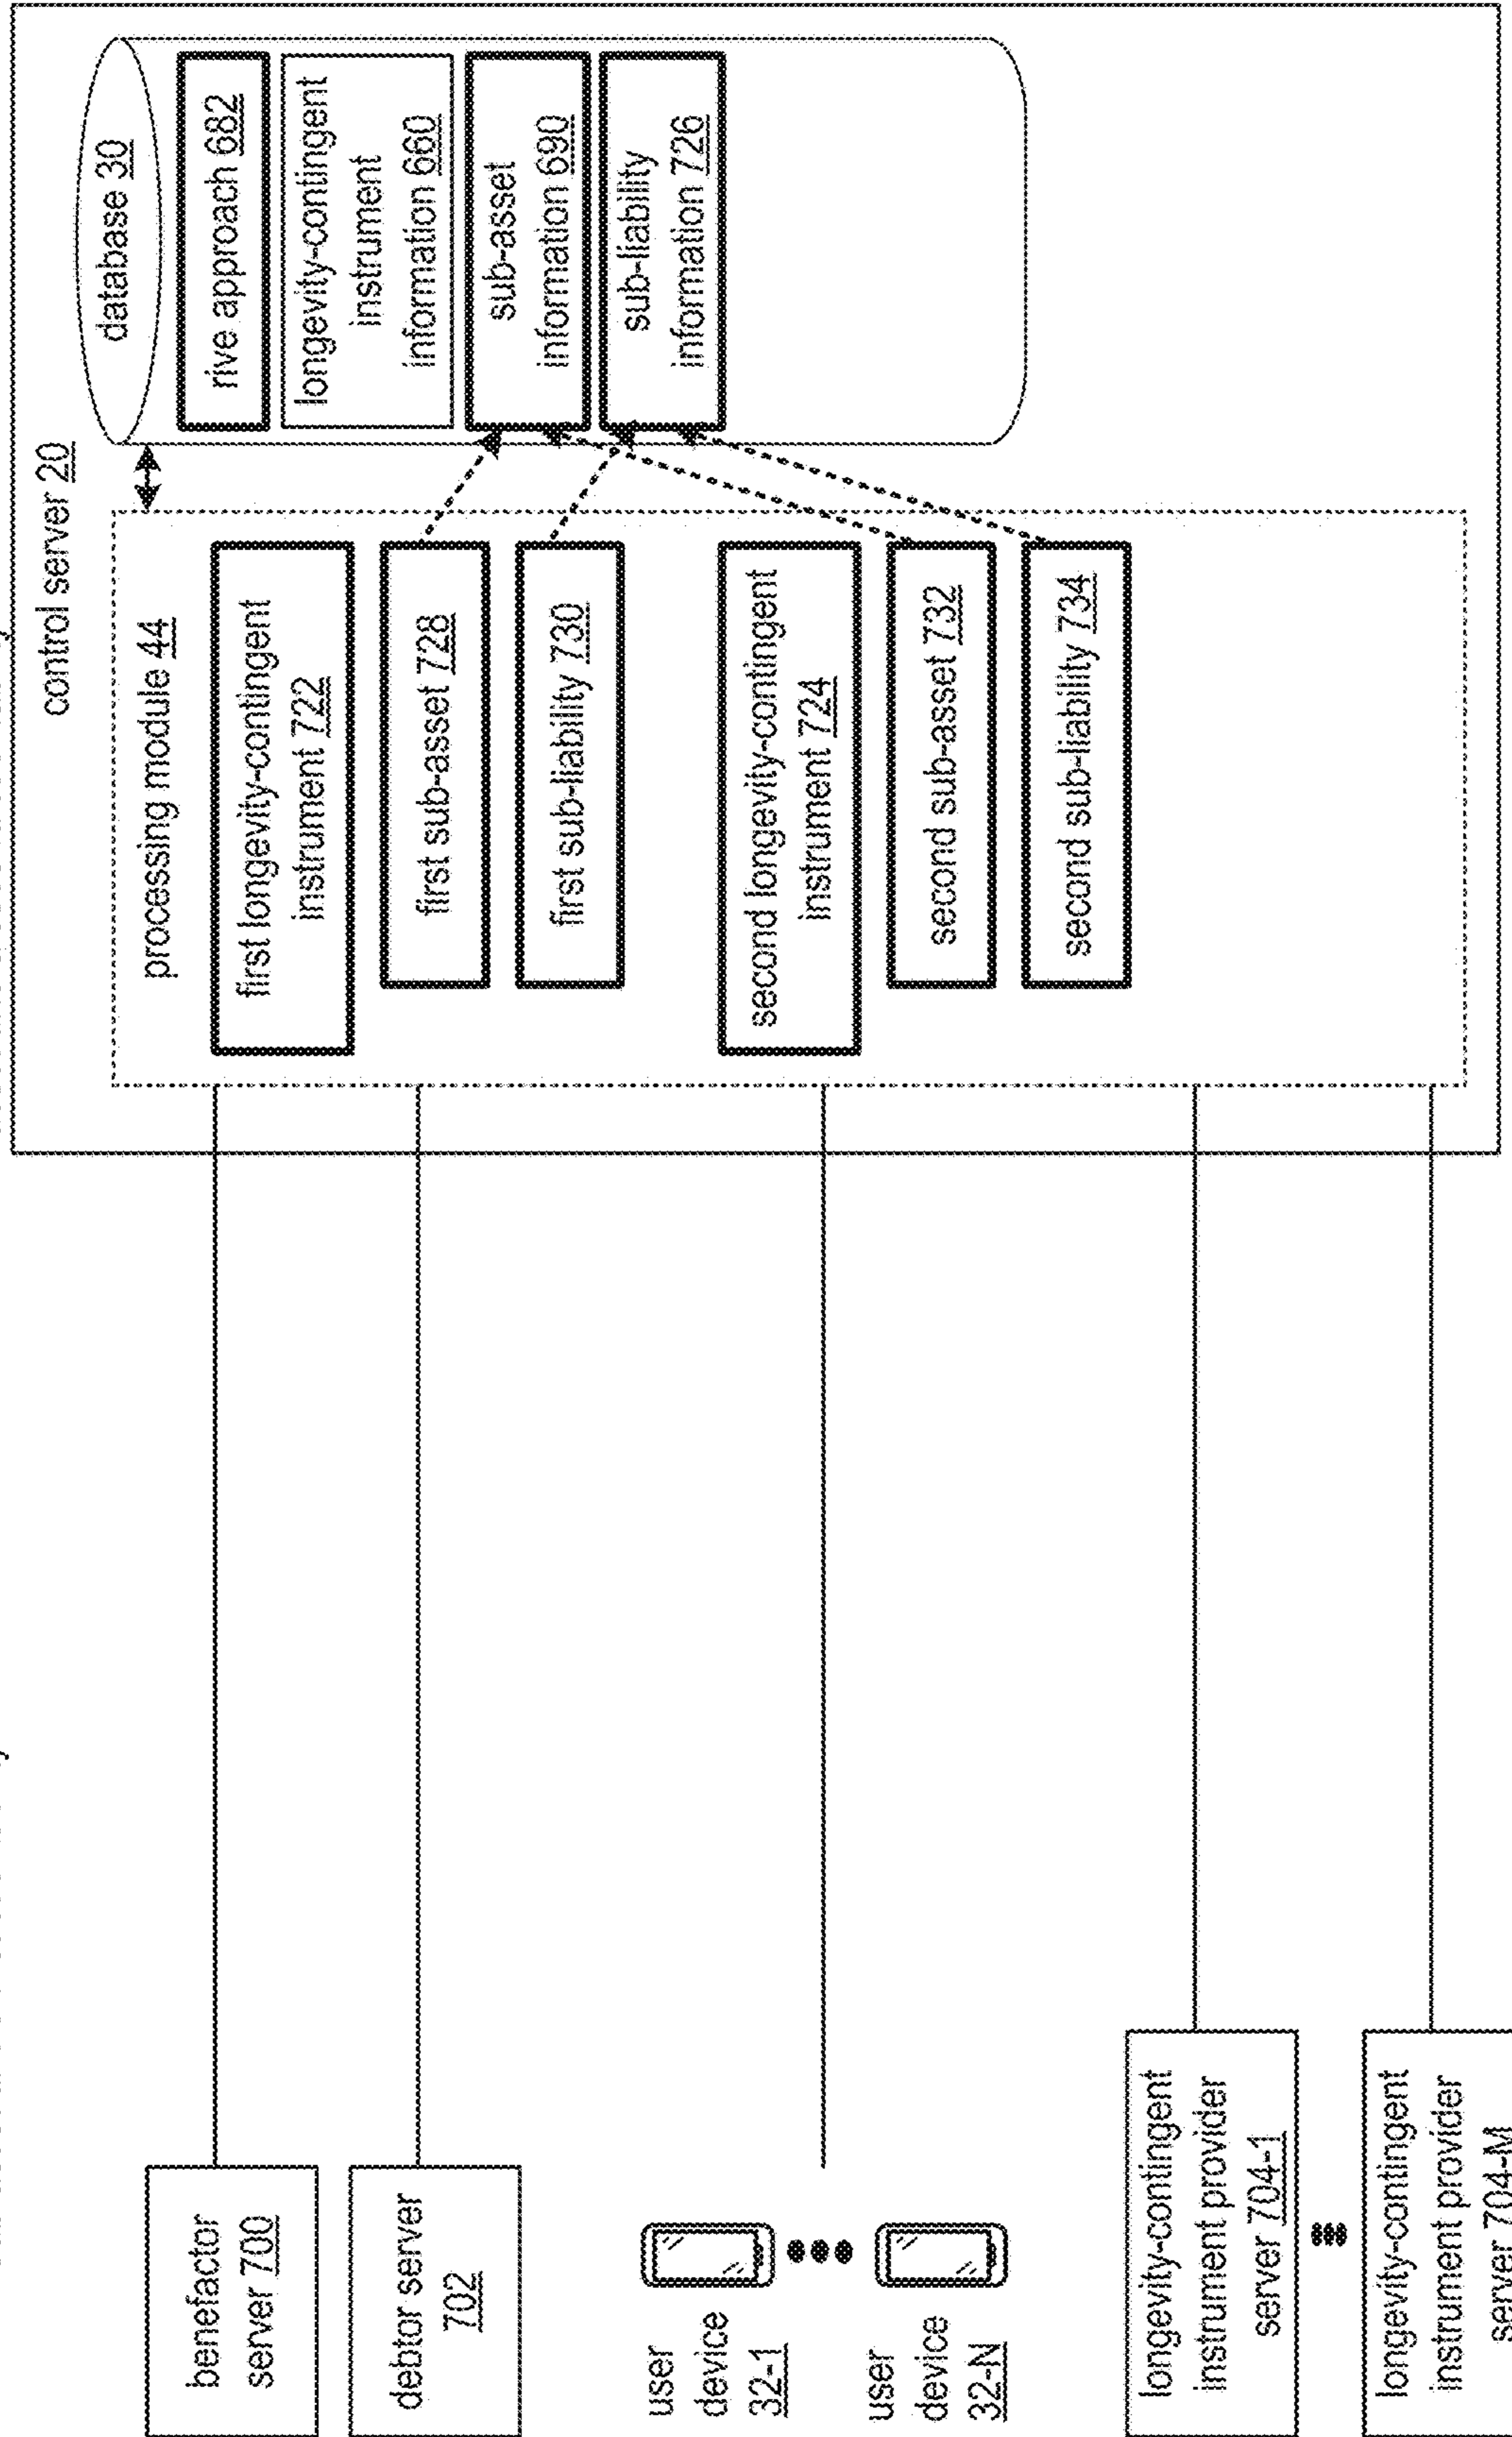 control server 20
database 30
rive approach 682
longevity-contingent
instrument
information 660
sub-asset
information 690
sub-liability
information 726
processing module 44
first longevity-contingent
instrument 722
first sub-asset 728
first sub-liability 730
second longevity-contingent
instrument 724
second sub-asset 732
second sub-liability 734
benefactor
server 700
debtor server
702
user
device
32-1
user
device
32-N
longevity-contingent
instrument provider
server 704-1
longevity-contingent
instrument provider
server 704-M